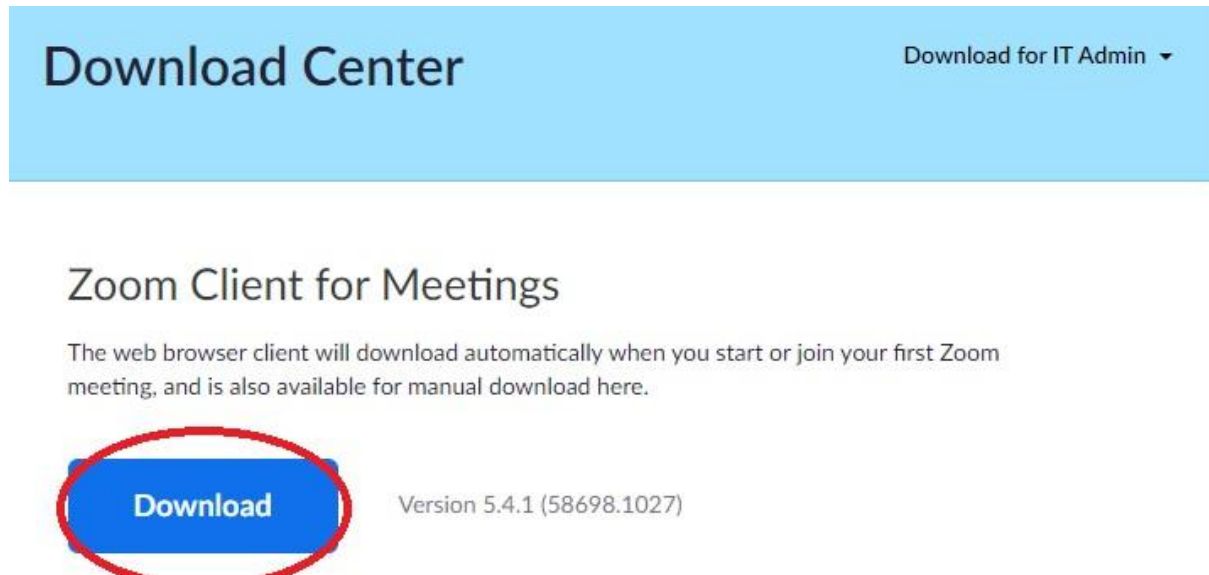 Download Center
Download for IT Admin
Zoom Client for Meetings
The web browser client will download automatically when you start or join your first Zoom
meeting, and is also available for manual download here.
Download
Version 5.4.1 (58698.1027)